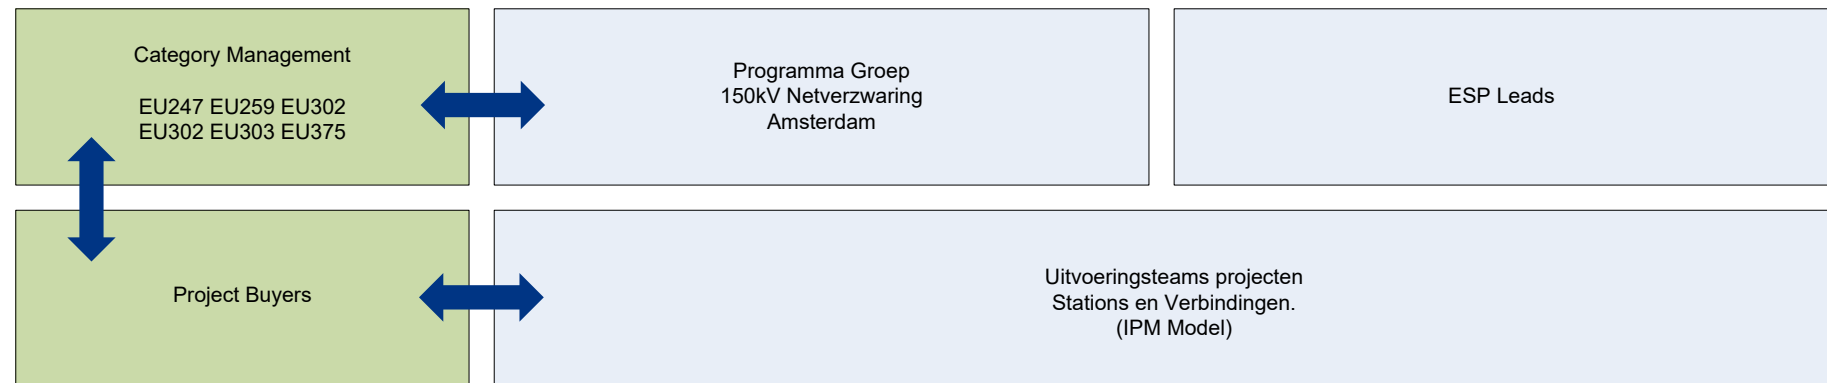 Category Management
EU247 EU259 EU302
EU302 EU303 EU375
Programma Groep
150kV Netverzwaring
Amsterdam
ESP Leads
Project Buyers
Uitvoeringsteams projecten
Stations en Verbindingen.
(IPM Model)